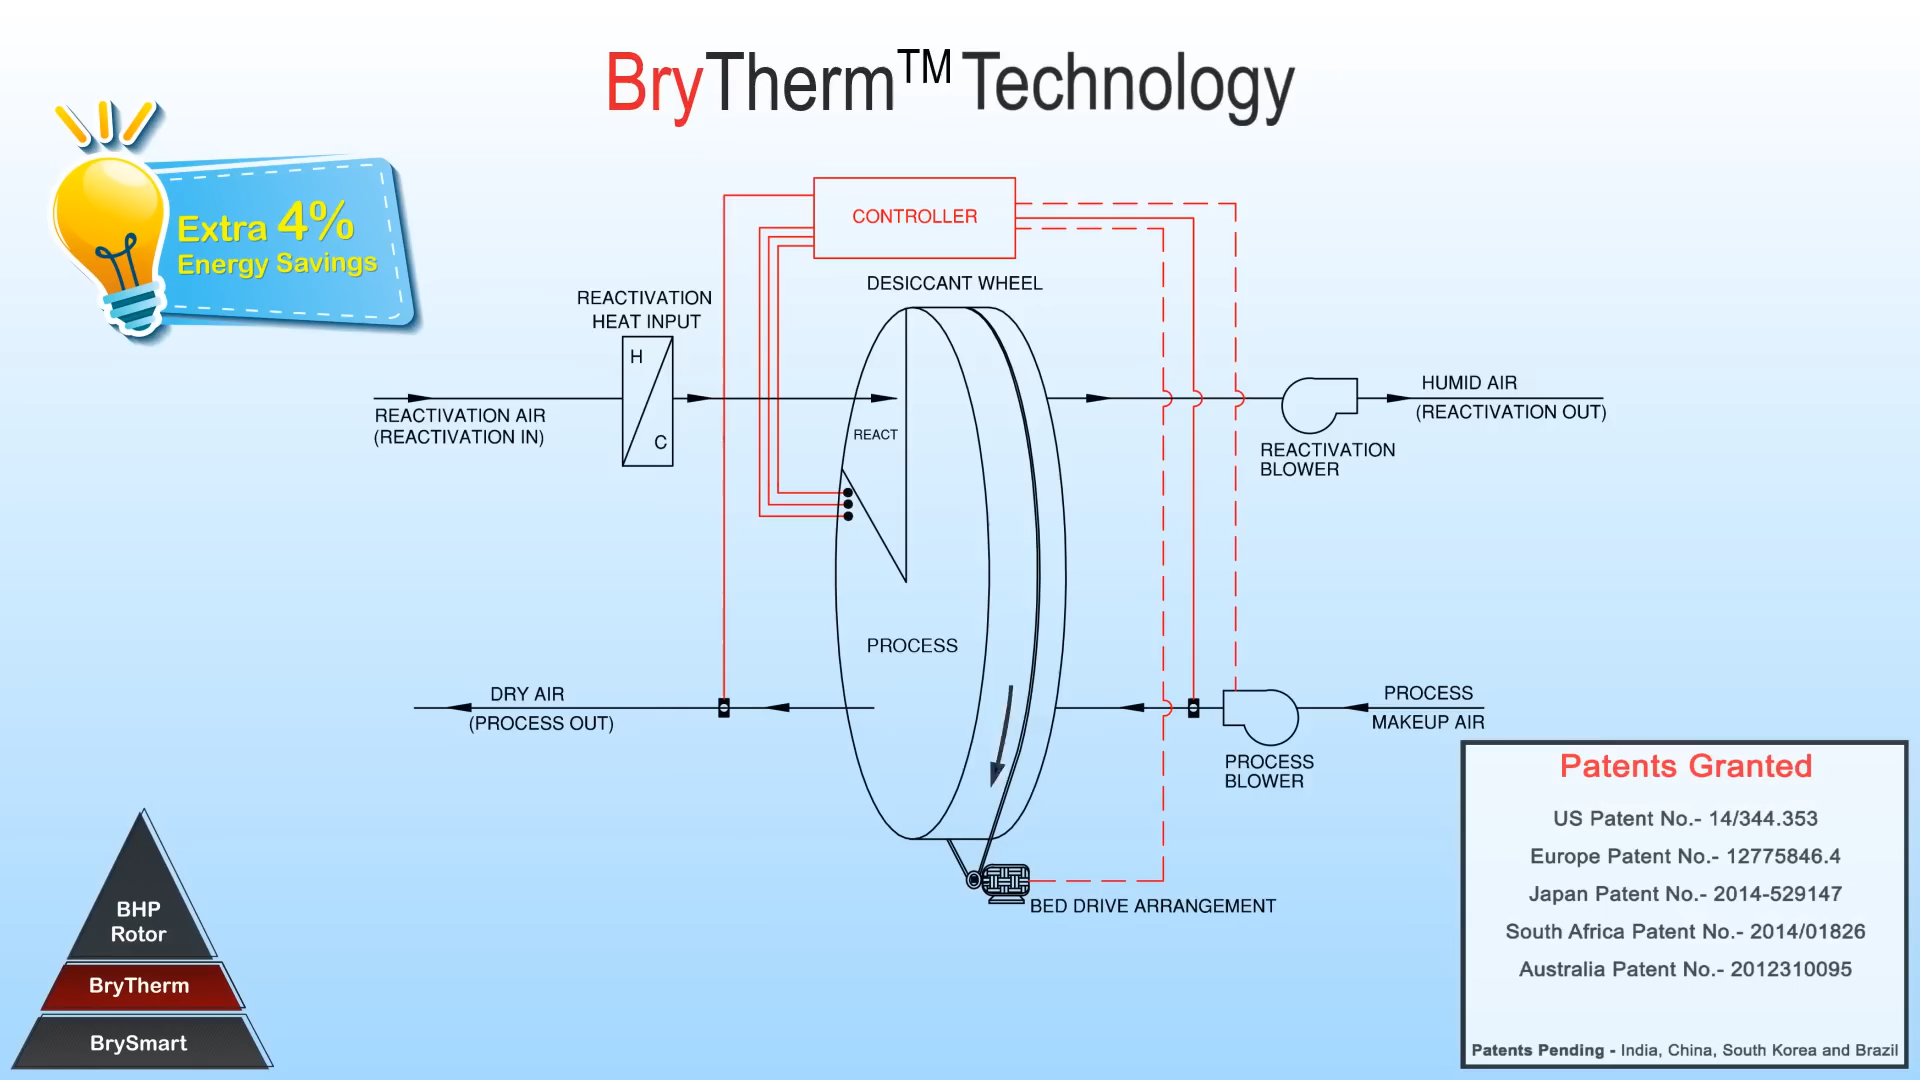 BryTherm™ Technology
Extra 4%
Energy Savings
CONTROLLER
DESICCANT WHEEL
REACTIVATION
HEAT INPUT
H
C
REACTIVATION AIR
(REACTIVATION IN)
REACT
HUMID AIR
(REACTIVATION OUT)
REACTIVATION
BLOWER
PROCESS
DRY AIR
(PROCESS OUT)
PROCESS
MAKEUP AIR
PROCESS
BLOWER
BED DRIVE ARRANGEMENT
BHP
Rotor
BryTherm
BrySmart
Patents Granted
US Patent No.- 14/344.353
Europe Patent No.- 12775846.4
Japan Patent No.- 2014-529147
South Africa Patent No.- 2014/01826
Australia Patent No.- 2012310095
Patents Pending - India, China, South Korea and Brazil